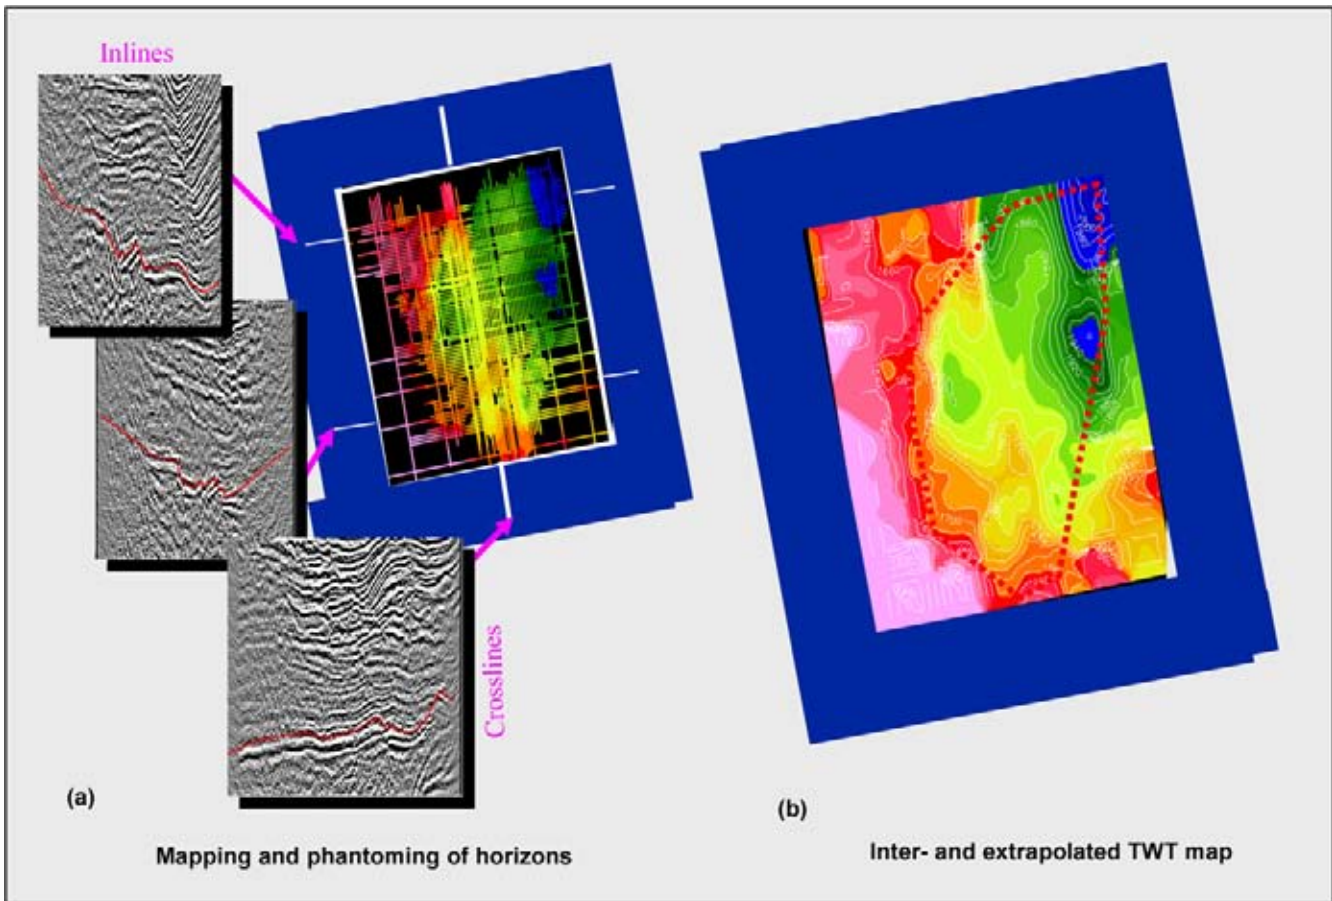 Inlines
Crosslines
(a)
(b)
Mapping and phantoming of horizons
Inter- and extrapolated TWT map